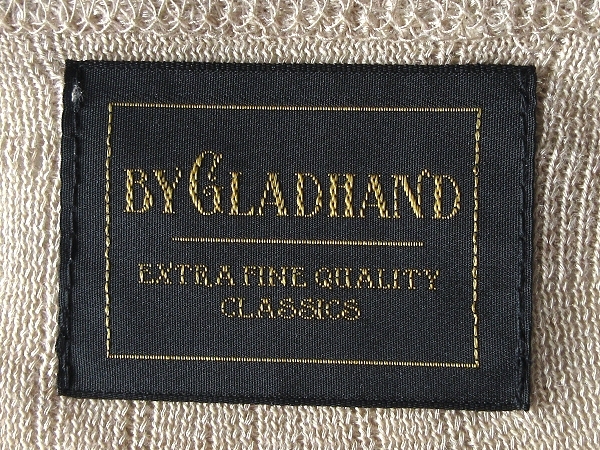 BY GLADHAND
EXTRA FINE QUALITY
CLASSICS